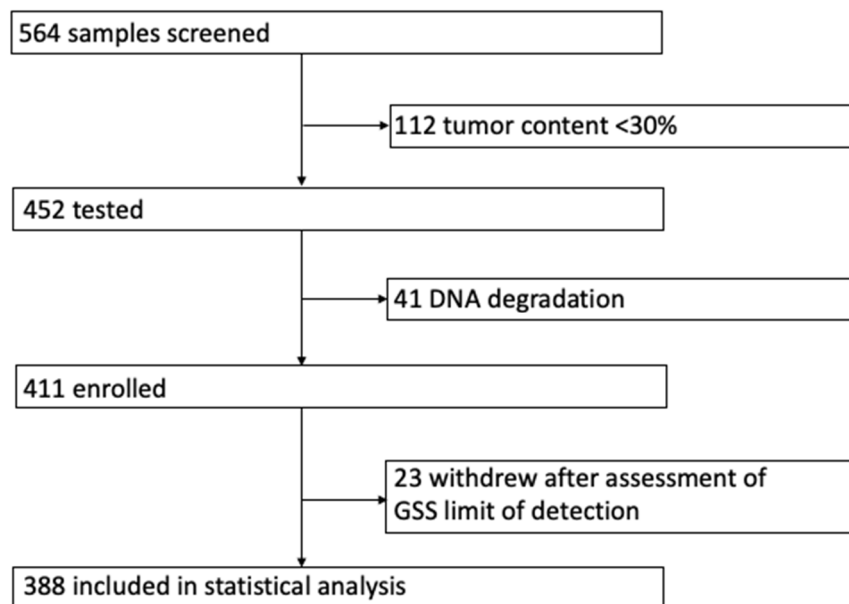 564 samples screened
112 tumor content <30%
452 tested
41 DNA degradation
411 enrolled
23 withdrew after assessment of
GSS limit of detection
388 included in statistical analysis